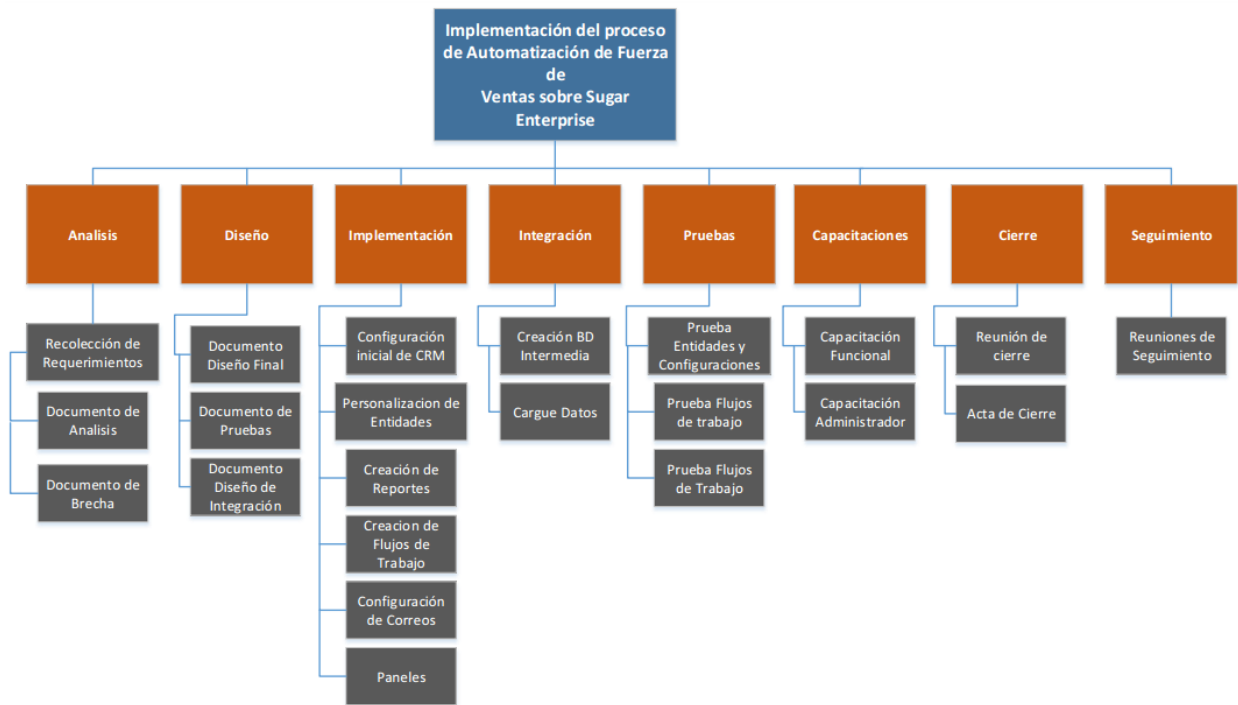 Implementación del proceso
de Automatización de Fuerza
de
Ventas sobre Sugar
Enterprise
Analisis
Diseño
Implementación
Integración
Pruebas
Capacitaciones
Cierre
Seguimiento
Recolección de
Requerimientos
Documento de
Analisis
Documento de
Brecha
Documento
Diseño Final
Documento de
Pruebas
Documento
Diseño de
Integración
Configuración
inicial de CRM
Personalizacion de
Entidades
Creación de
Reportes
Creacion de
Flujos de
Trabajo
Configuración
de Correos
Paneles
Creación BD
Intermedia
Cargue Datos
Prueba
Entidades y
Configuraciones
Prueba Flujos
de trabajo
Prueba Flujos
de Trabajo
Capacitación
Funcional
Capacitación
Administrador
Reunión de
cierre
Acta de Cierre
Reuniones de
Seguimiento